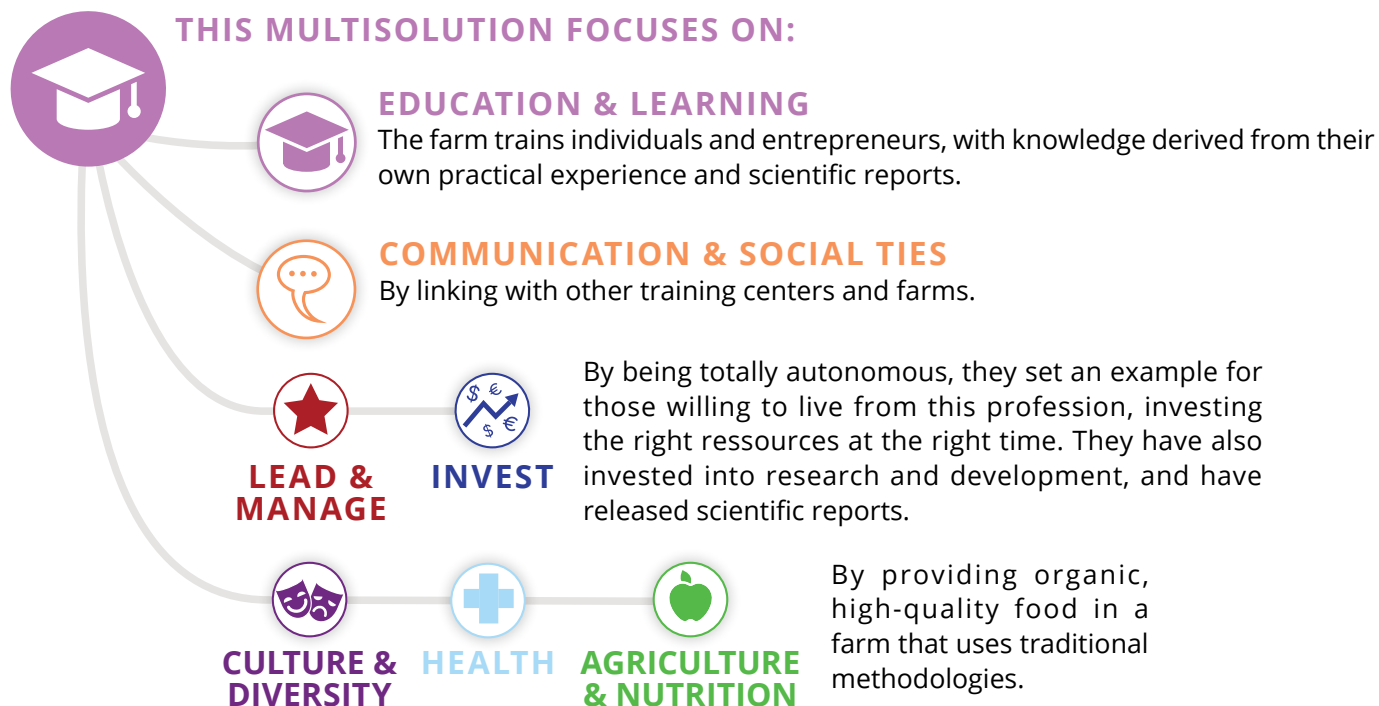 THIS MULTISOLUTION FOCUSES ON:
EDUCATION & LEARNING
The farm trains individuals and entrepreneurs, with knowledge derived from their
own practical experience and scientific reports.
COMMUNICATION & SOCIAL TIES
By linking with other training centers and farms.
LEAD &
MANAGE
$ €
$ €
INVEST
By being totally autonomous, they set an example for
those willing to live from this profession, investing
the right ressources at the right time. They have also
invested into research and development, and have
released scientific reports.
CULTURE &
DIVERSITY
HEALTH
AGRICULTURE
& NUTRITION
By providing organic,
high-quality food in a
farm that uses traditional
methodologies.